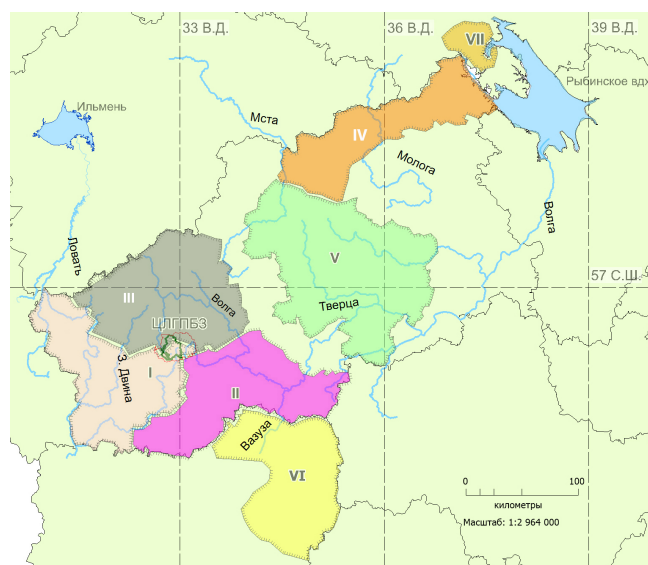 33 В.Д.
36 В.Д.
39 В.Д.
VII
Рыбинское вдх
Ильмень
Мста
IV
Молога
Волга
Ловать
V
57 С.Ш.
III
Волга
Тверца
ЦЛГПБЗ
З. Двина
I
II
Вазуза
VI
0
100
километры
Масштаб: 1:2 964 000